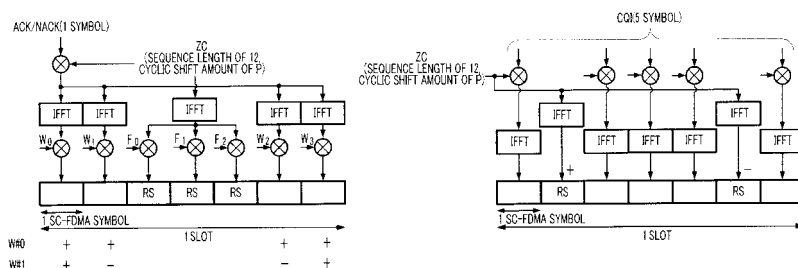 ACK/NACK(1 SYMBOL)
ZC
(SEQUENCE LENGTH OF 12,
CYCLIC SHIFT AMOUNT OF P)
IFFT IFFT IFFT IFFT IFFT
W0 W1 F0 F1 F2 W2 W3
RS RS RS
1 SC-FDMA SYMBOL
1 SLOT
W#0 + + + +
W#1 + - - +
CQI(5 SYMBOL)
ZC
(SEQUENCE LENGTH OF 12,
CYCLIC SHIFT AMOUNT OF P)
IFFT IFFT
IFFT IFFT IFFT IFFT IFFT
+ -
RS RS
1 SC-FDMA SYMBOL
1 SLOT